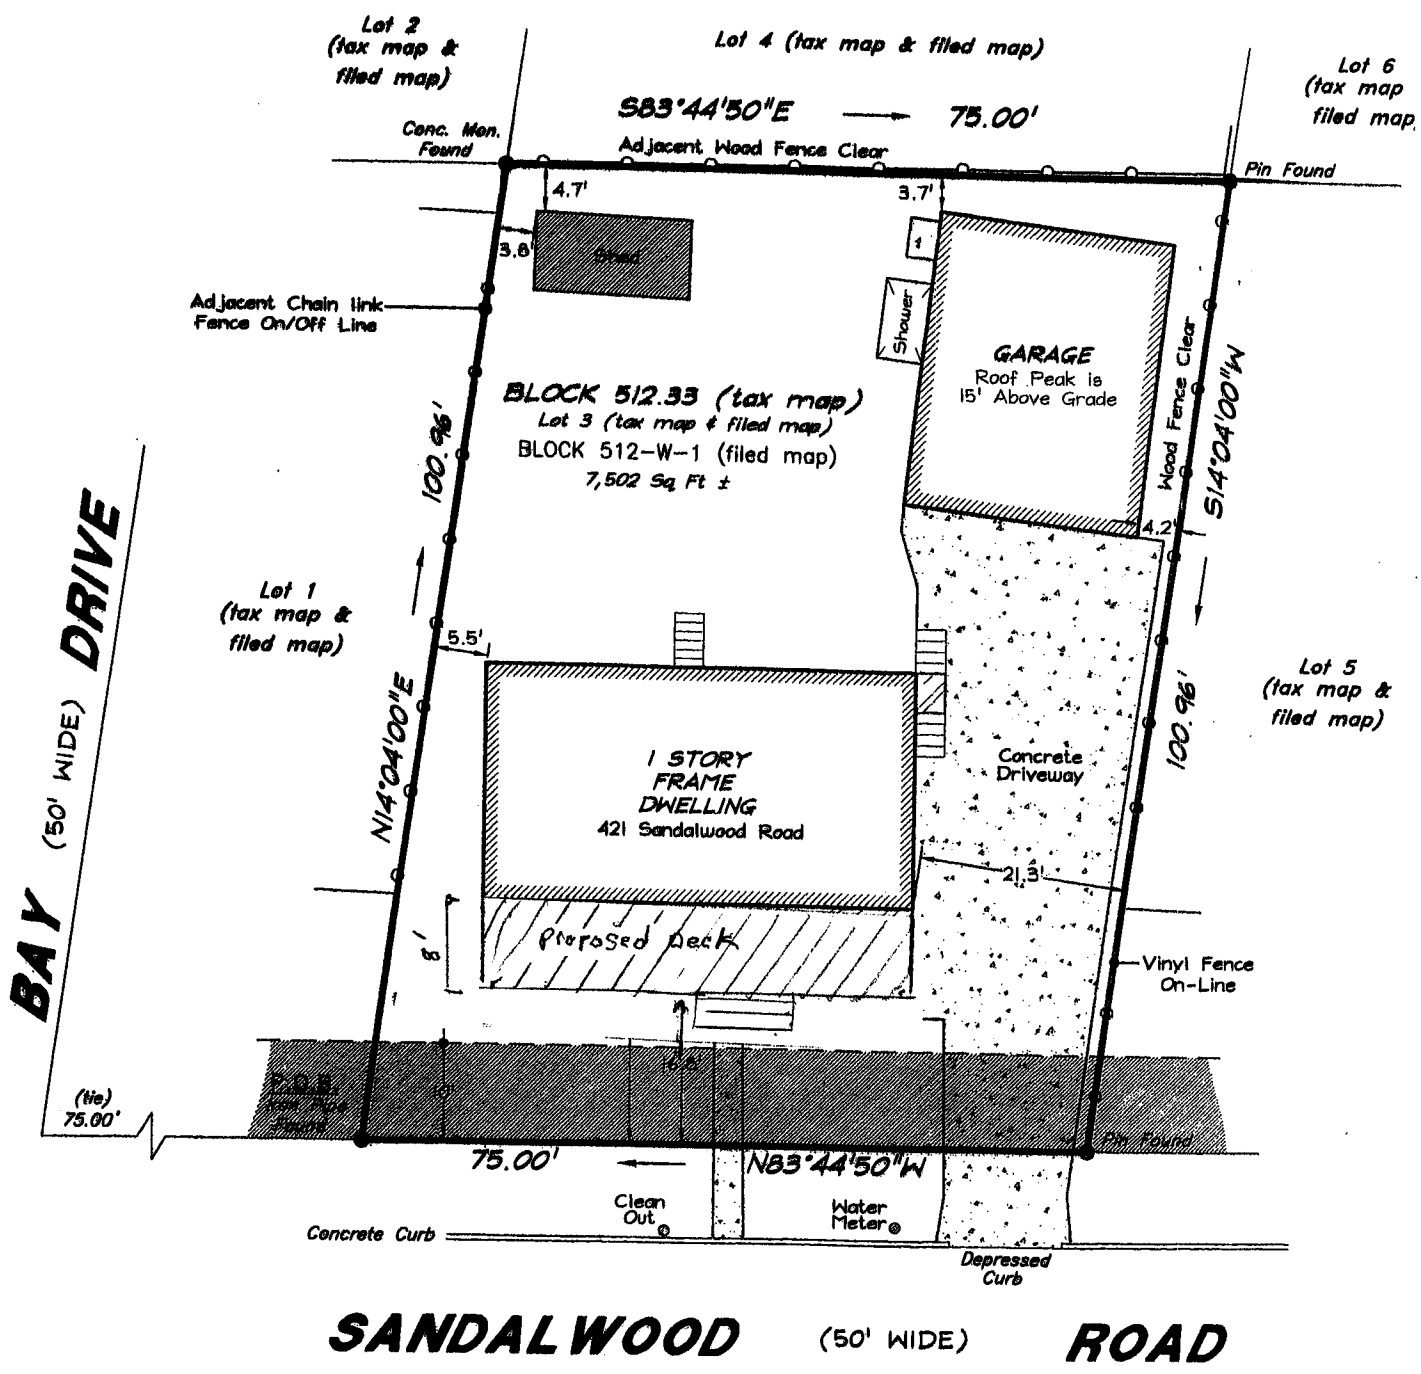 Lot 2
(tax map &
filed map)
Lot 4 (tax map & filed map)
Lot 6
(tax map
filed map
S83°44'50"E 75.00'
Conc. Mon.
Found
Adjacent Wood Fence Clear
Pin Found
4.7'
3.7'
3.8'
Shed
Adjacent Chain link
Fence On/Off Line
Shower
GARAGE
Roof Peak is
15' Above Grade
Wood Fence Clear
S14°04'00"W
100.96'
BLOCK 512.33 (tax map)
Lot 3 (tax map & filed map)
BLOCK 512-W-1 (filed map)
7,502 Sq Ft ±
100.96'
N14°04'00"E
4.2'
Lot 1
(tax map &
filed map)
5.5'
Lot 5
(tax map &
filed map)
BAY (50' WIDE) DRIVE
1 STORY
FRAME
DWELLING
421 Sandalwood Road
Concrete
Driveway
21.3'
Proposed Deck
8'
Vinyl Fence
On-Line
P.O.B.
Iron Pipe
Found
(tie)
75.00'
Pin Found
75.00' N83°44'50"W
Clean
Out
Water
Meter
Concrete Curb
Depressed
Curb
SANDALWOOD (50' WIDE) ROAD